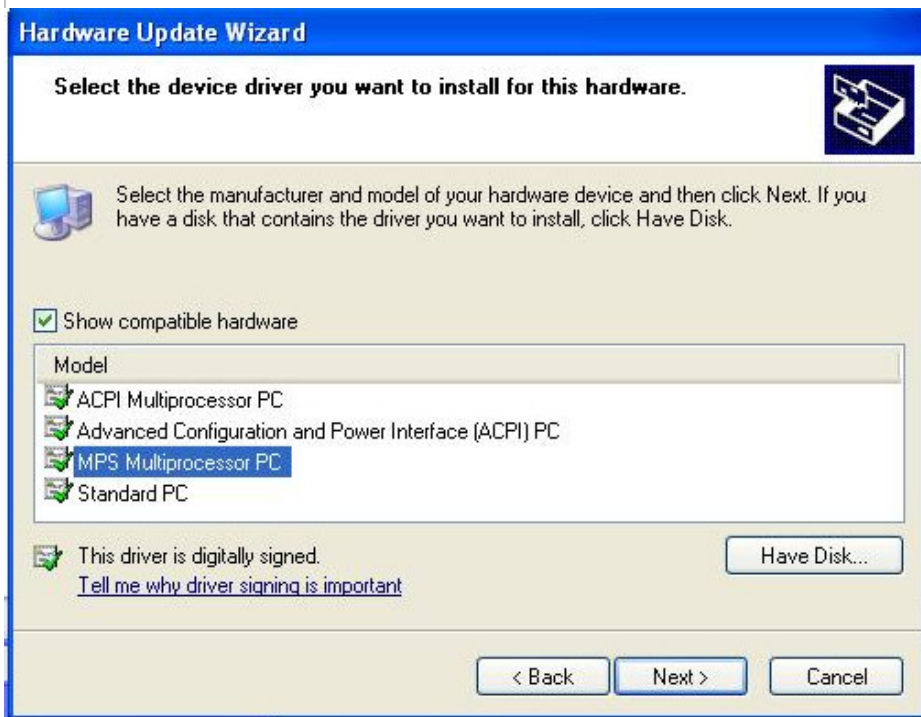 Hardware Update Wizard
Select the device driver you want to install for this hardware.
Select the manufacturer and model of your hardware device and then click Next. If you
have a disk that contains the driver you want to install, click Have Disk.
Show compatible hardware
Model
ACPI Multiprocessor PC
Advanced Configuration and Power Interface (ACPI) PC
MPS Multiprocessor PC
Standard PC
This driver is digitally signed.
Have Disk...
Tell me why driver signing is important
< Back
Next >
Cancel